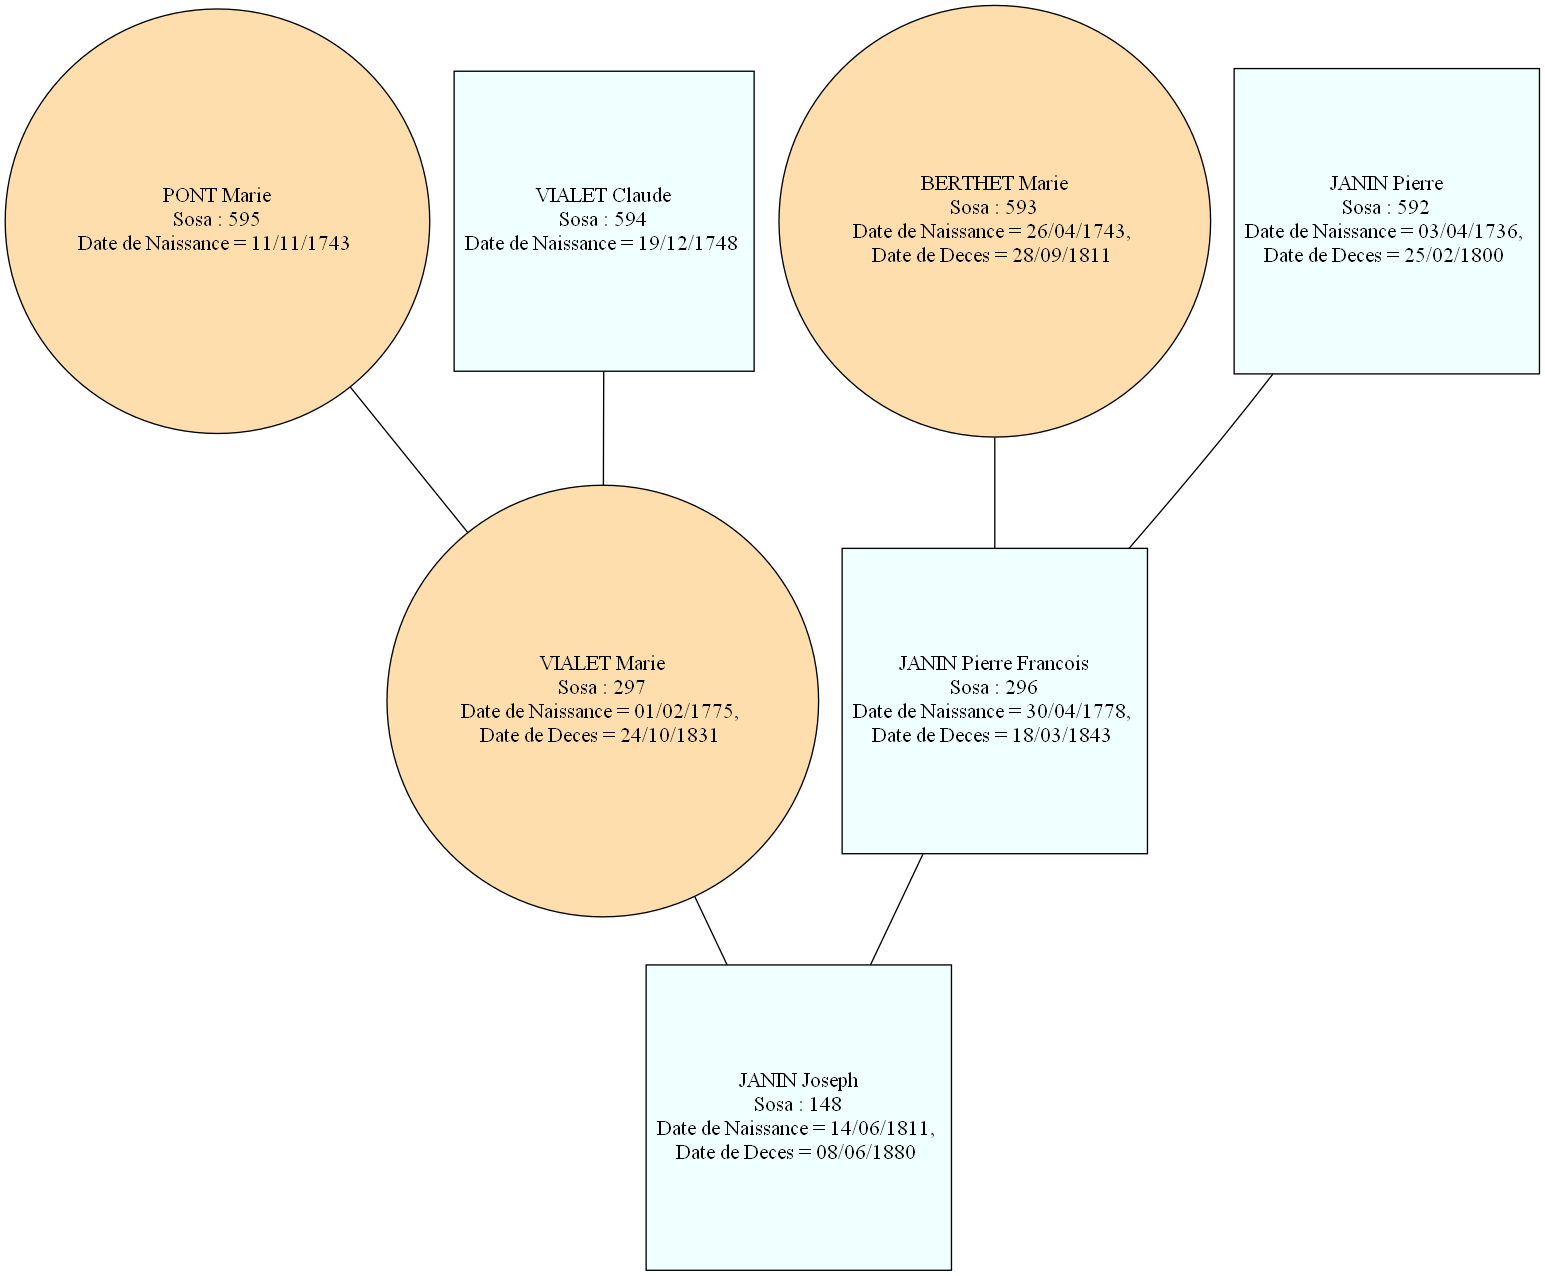 PONT Marie
Sosa : 595
Date de Naissance = 11/11/1743
VIALET Claude
Sosa : 594
Date de Naissance = 19/12/1748
BERTHET Marie
Sosa : 593
Date de Naissance = 26/04/1743,
Date de Deces = 28/09/1811
JANIN Pierre
Sosa : 592
Date de Naissance = 03/04/1736,
Date de Deces = 25/02/1800
VIALET Marie
Sosa : 297
Date de Naissance = 01/02/1775,
Date de Deces = 24/10/1831
JANIN Pierre Francois
Sosa : 296
Date de Naissance = 30/04/1778,
Date de Deces = 18/03/1843
JANIN Joseph
Sosa : 148
Date de Naissance = 14/06/1811,
Date de Deces = 08/06/1880